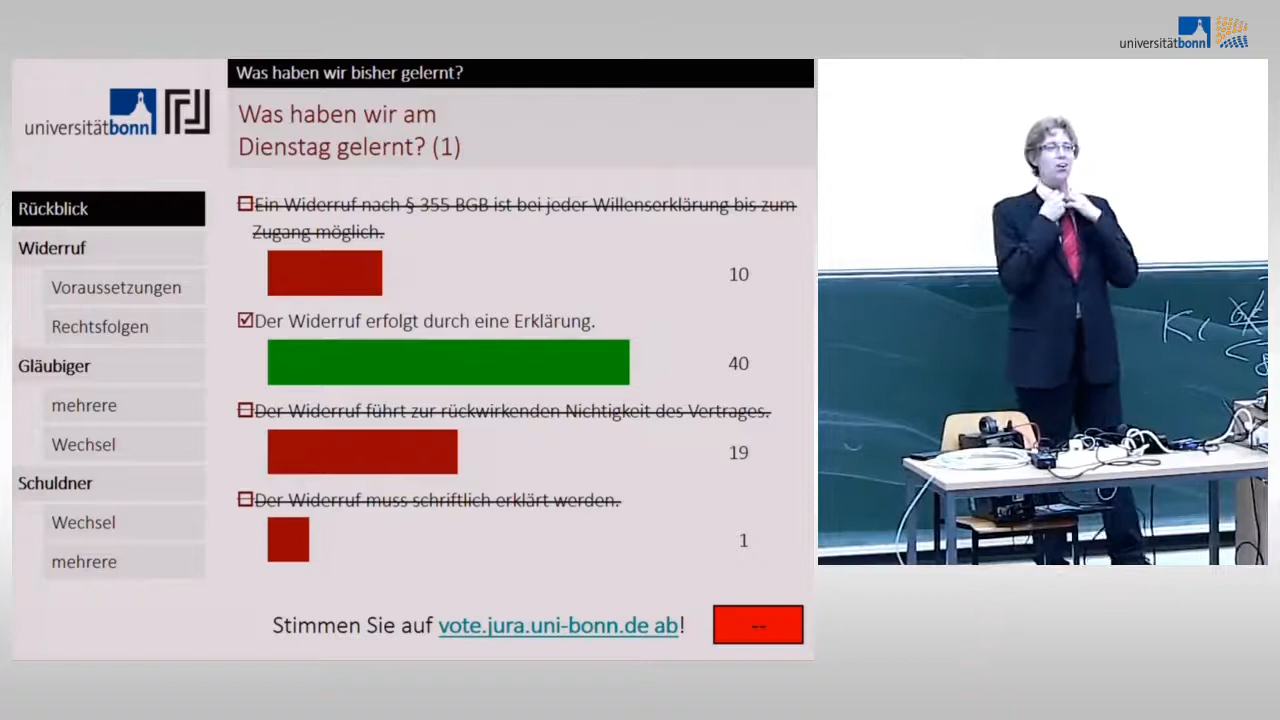 universitätbonn
Was haben wir bisher gelernt?
universitätbonn
Was haben wir am
Dienstag gelernt? (1)
Rückblick
Widerruf
Voraussetzungen
Rechtsfolgen
Gläubiger
mehrere
Wechsel
Schuldner
Wechsel
mehrere
Ein Widerruf nach § 355 BGB ist bei jeder Willenserklärung bis zum
Zugang möglich.
10
Der Widerruf erfolgt durch eine Erklärung.
40
Der Widerruf führt zur rückwirkenden Nichtigkeit des Vertrages.
19
Der Widerruf muss schriftlich erklärt werden.
1
Stimmen Sie auf vote.jura.uni-bonn.de ab!
--